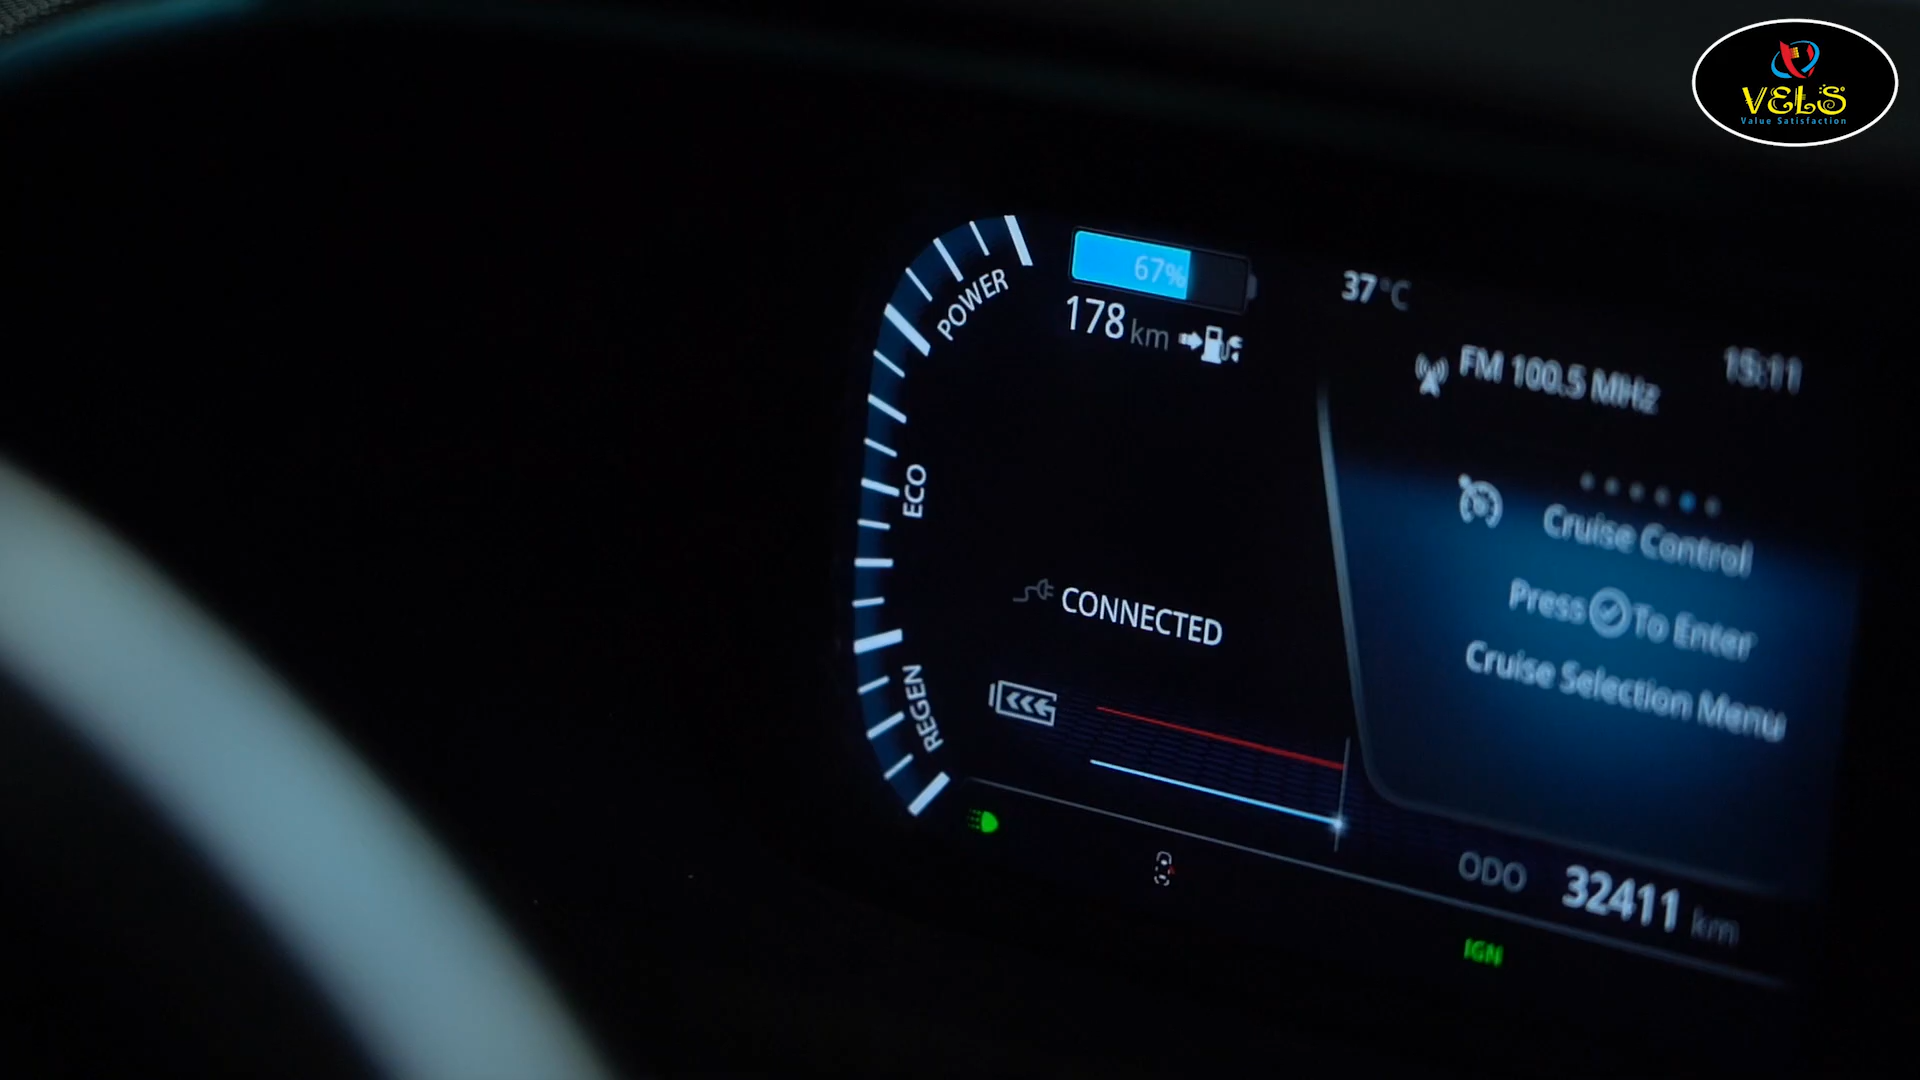 VELS
Value Satisfaction
67%
37°C
178 km
POWER
FM 100.5 MHz
15:11
ECO
Cruise Control
Press To Enter
Cruise Selection Menu
CONNECTED
REGEN
ODO 32411 km
IGN